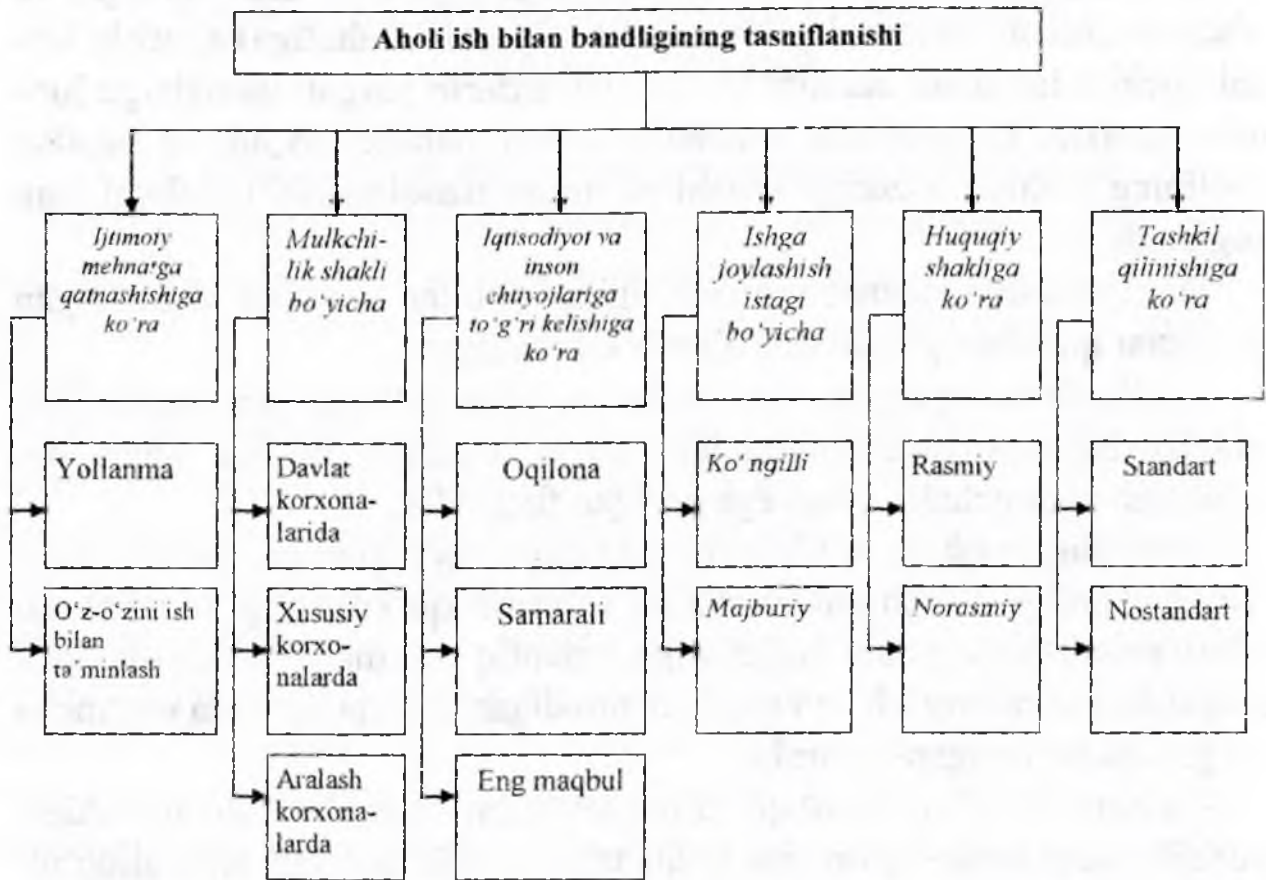 Aholi ish bilan bandligining tasniflanishi
Ijtimoiy
mehnatga
qatnashishiga
ko‘ra
Mulkchi-
lik shakli
bo‘yicha
Iqtisodiyot va
inson
chuyojlariga
to‘g‘ri kelishiga
ko‘ra
Ishga
joylashish
istagi
bo‘yicha
Huquqiy
shakliga
ko‘ra
Tashkil
qilinishiga
ko‘ra
Yollanma
Davlat
korxona-
larida
Oqilona
Ko‘ngilli
Rasmiy
Standart
O‘z-o‘zini ish
bilan
ta’minlash
Xususiy
korxo-
nalarda
Samarali
Majburiy
Norasmiy
Nostandart
Aralash
korxona-
larda
Eng maqbul